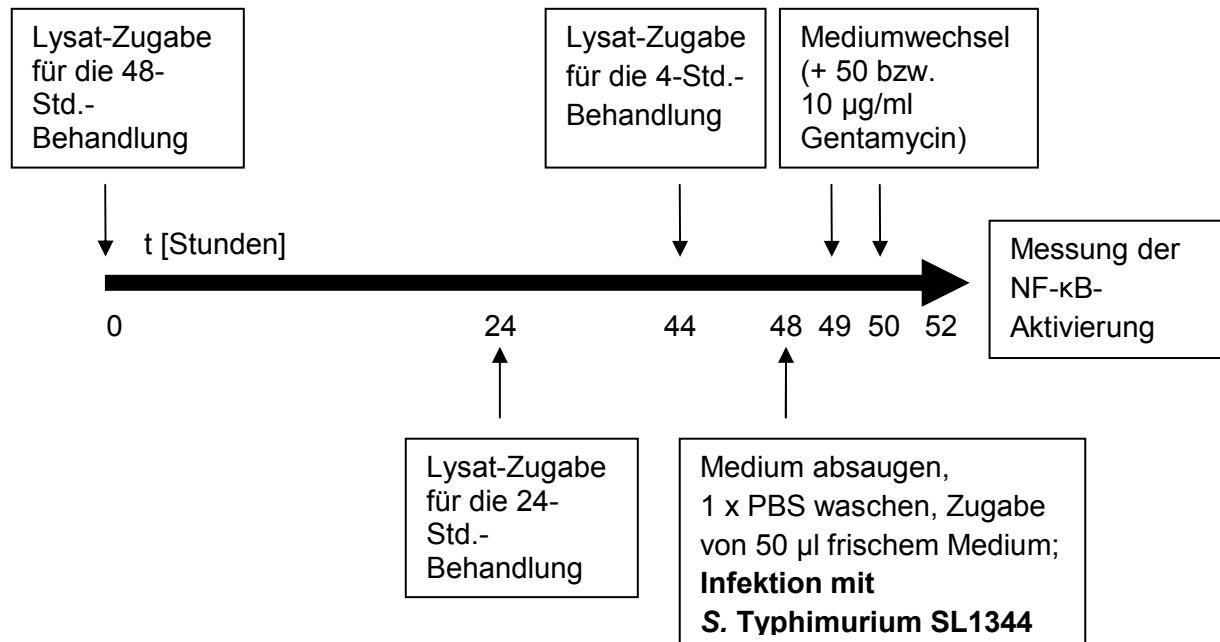 Lysat-Zugabe
für die 48-
Std.-
Behandlung
Lysat-Zugabe
für die 4-Std.-
Behandlung
Mediumwechsel
(+ 50 bzw.
10 µg/ml
Gentamycin)
t [Stunden]
Messung der
NF-κB-
Aktivierung
0 24 44 48 49 50 52
Lysat-Zugabe
für die 24-
Std.-
Behandlung
Medium absaugen,
1 x PBS waschen, Zugabe
von 50 µl frischem Medium;
Infektion mit
S. Typhimurium SL1344